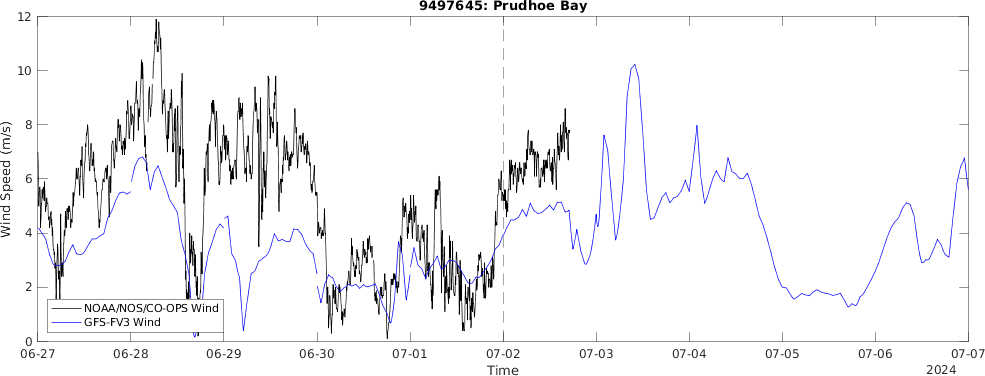 9497645: Prudhoe Bay
Wind Speed (m/s)
12
10
8
6
4
2
0
NOAA/NOS/CO-OPS Wind
GFS-FV3 Wind
06-27 06-28 06-29 06-30 07-01 07-02 07-03 07-04 07-05 07-06 07-07
Time
2024